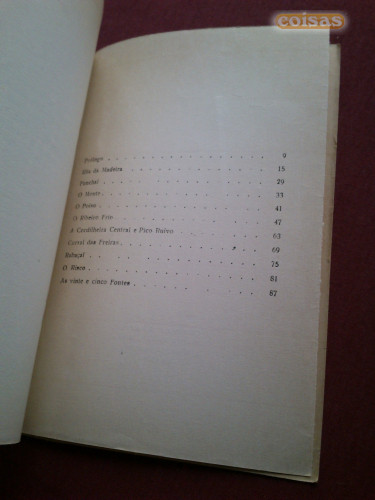 coisas
Prólogo . . . . . . . . 9
Ilha da Madeira . . . . . . . 15
Funchal . . . . . . . . 29
O Monte . . . . . . . . 33
O Poiso . . . . . . . . 41
O Ribeiro Frio . . . . . . . 47
A Cordilheira Central e Pico Ruivo . . . . 63
Curral das Freiras . . . . . . 69
Rabaçal . . . . . . . . 75
O Risco . . . . . . . . 81
As vinte e cinco Fontes . . . . . . 87